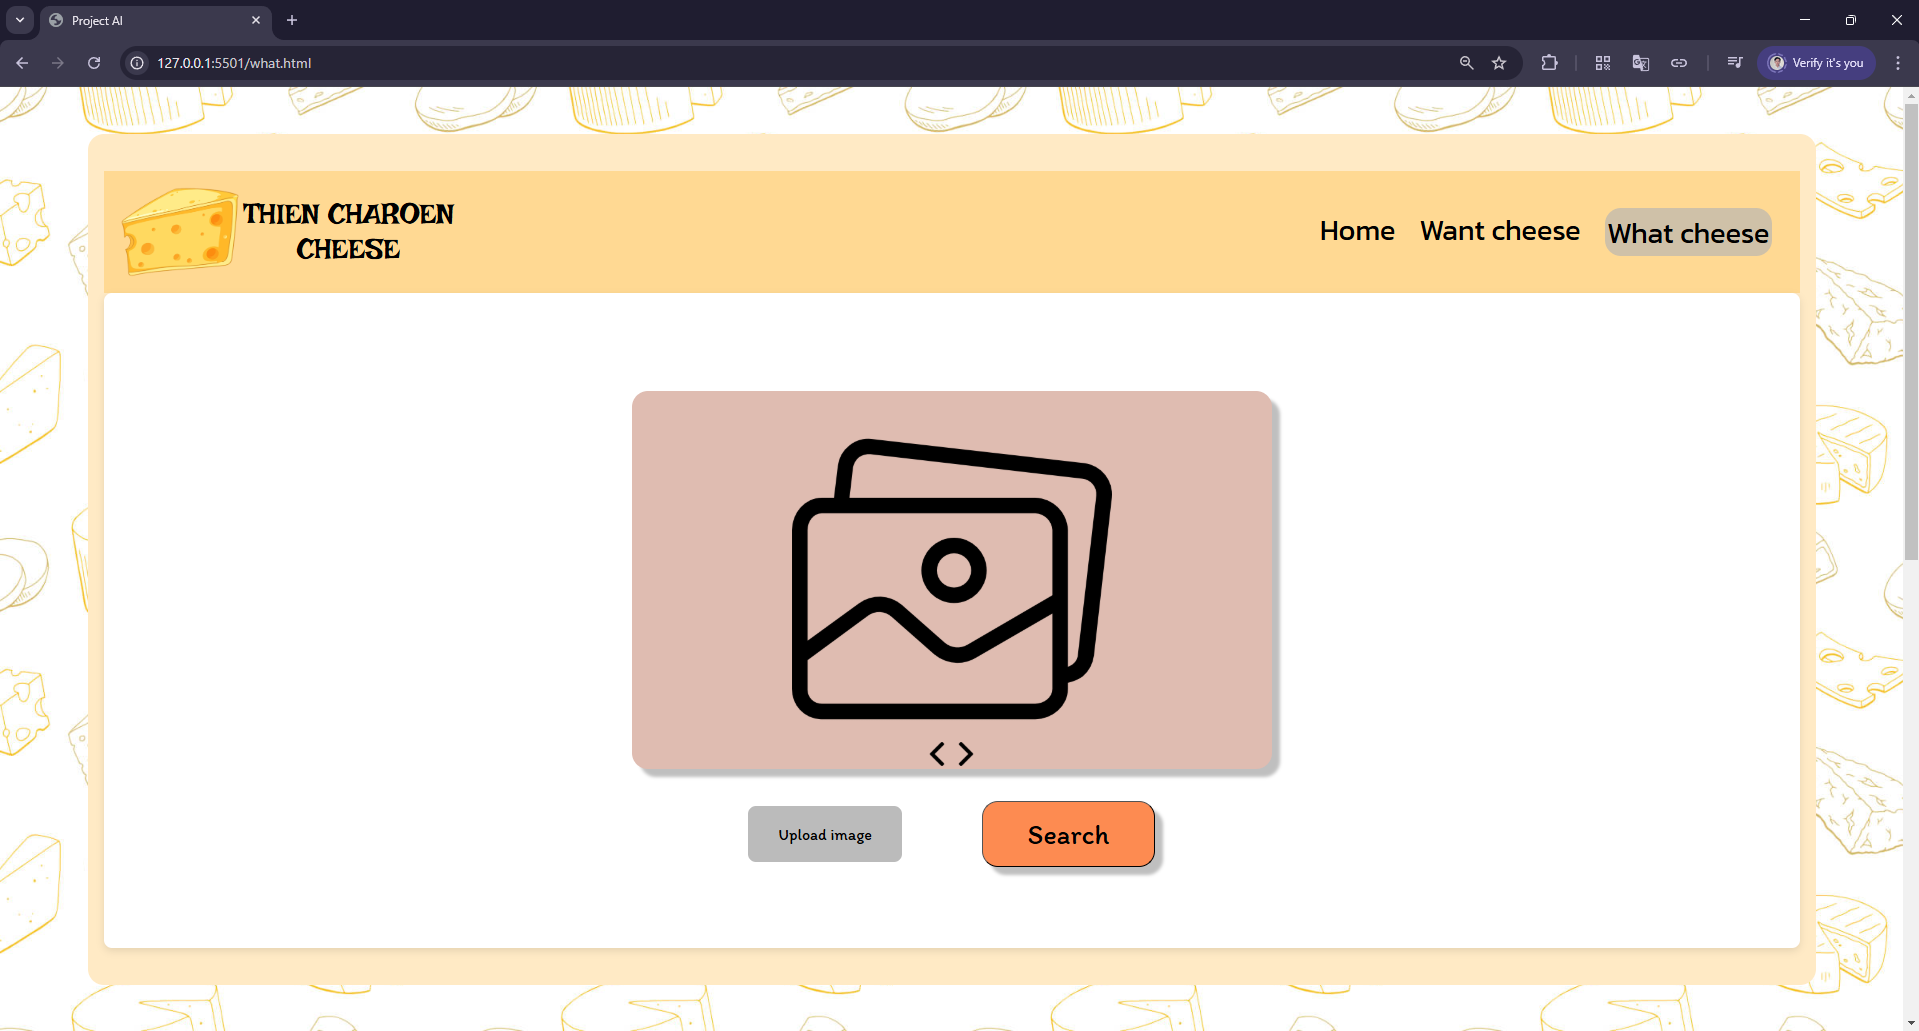 Project AI
127.0.0.1:5501/what.html
Verify it's you
THIEN CHAROEN
CHEESE
Home
Want cheese
What cheese
Upload image
Search